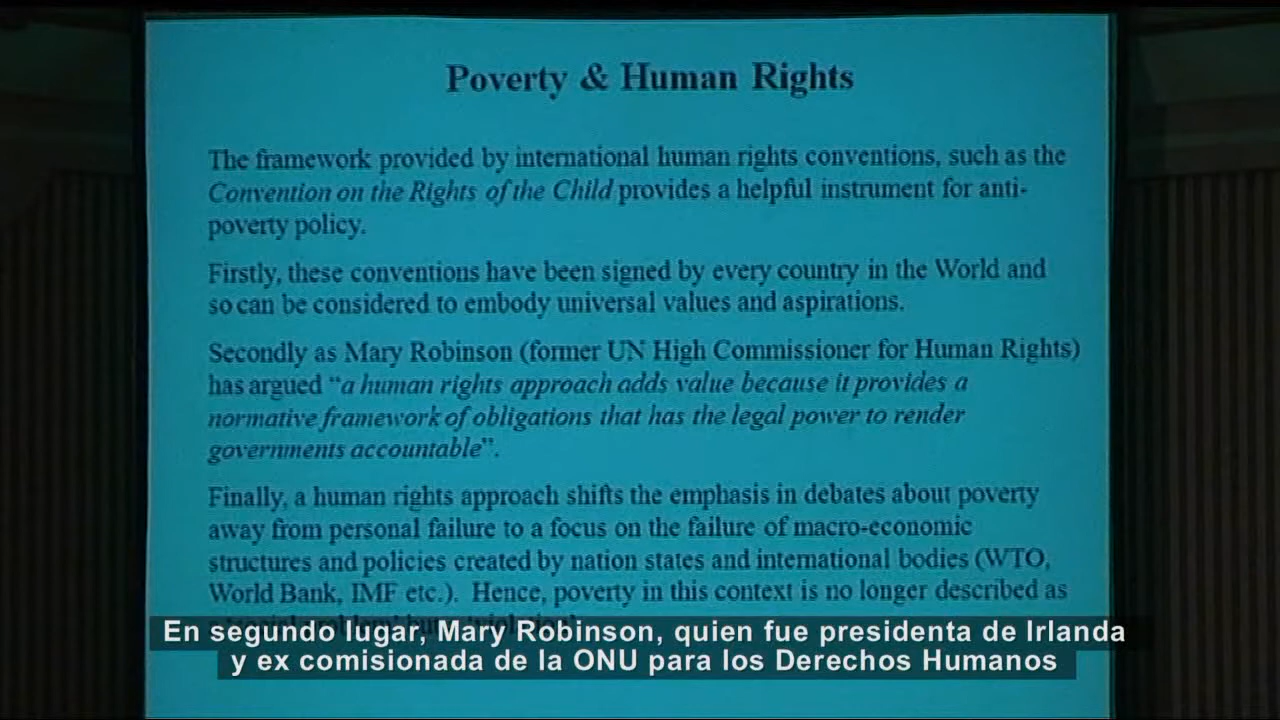 Poverty & Human Rights
The framework provided by international human rights conventions, such as the
Convention on the Rights of the Child provides a helpful instrument for anti-
poverty policy.
Firstly, these conventions have been signed by every country in the World and
so can be considered to embody universal values and aspirations.
Secondly as Mary Robinson (former UN High Commissioner for Human Rights)
has argued “a human rights approach adds value because it provides a
normative framework of obligations that has the legal power to render
governments accountable”.
Finally, a human rights approach shifts the emphasis in debates about poverty
away from personal failure to a focus on the failure of macro-economic
structures and policies created by nation states and international bodies (WTO,
World Bank, IMF etc.). Hence, poverty in this context is no longer described as
En segundo lugar, Mary Robinson, quien fue presidenta de Irlanda
y ex comisionada de la ONU para los Derechos Humanos